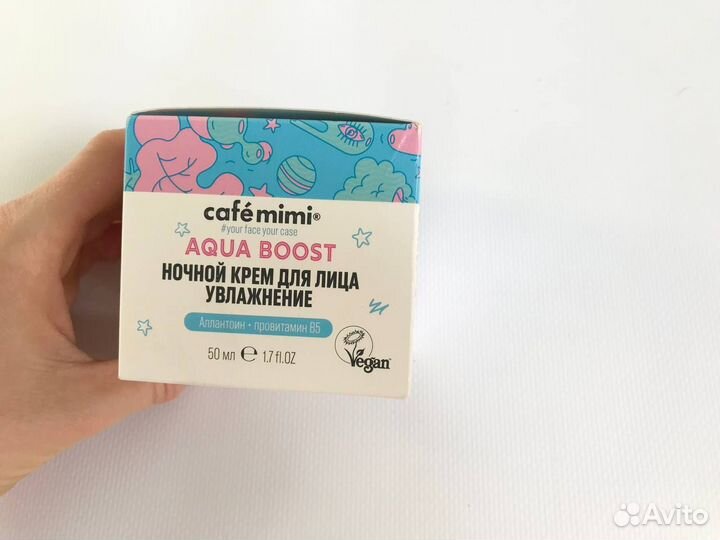 café mimi®
#your face your case
AQUA BOOST
НОЧНОЙ КРЕМ ДЛЯ ЛИЦА
УВЛАЖНЕНИЕ
Аллантоин • провитамин B5
50 мл ℮ 1.7 fl.OZ
Vegan
Avito